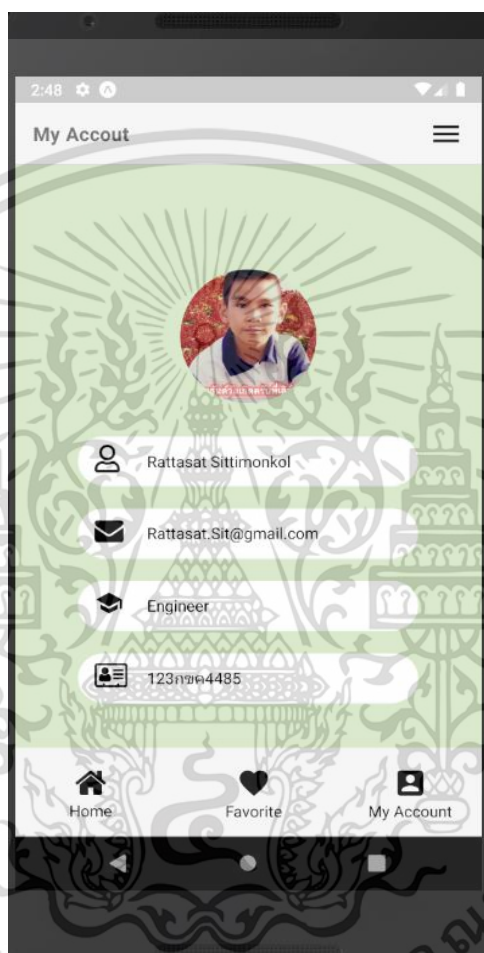 2:48
My Accout
Rattasat Sittimonkol
Rattasat.Sit@gmail.com
Engineer
123กขค4485
Home Favorite My Account